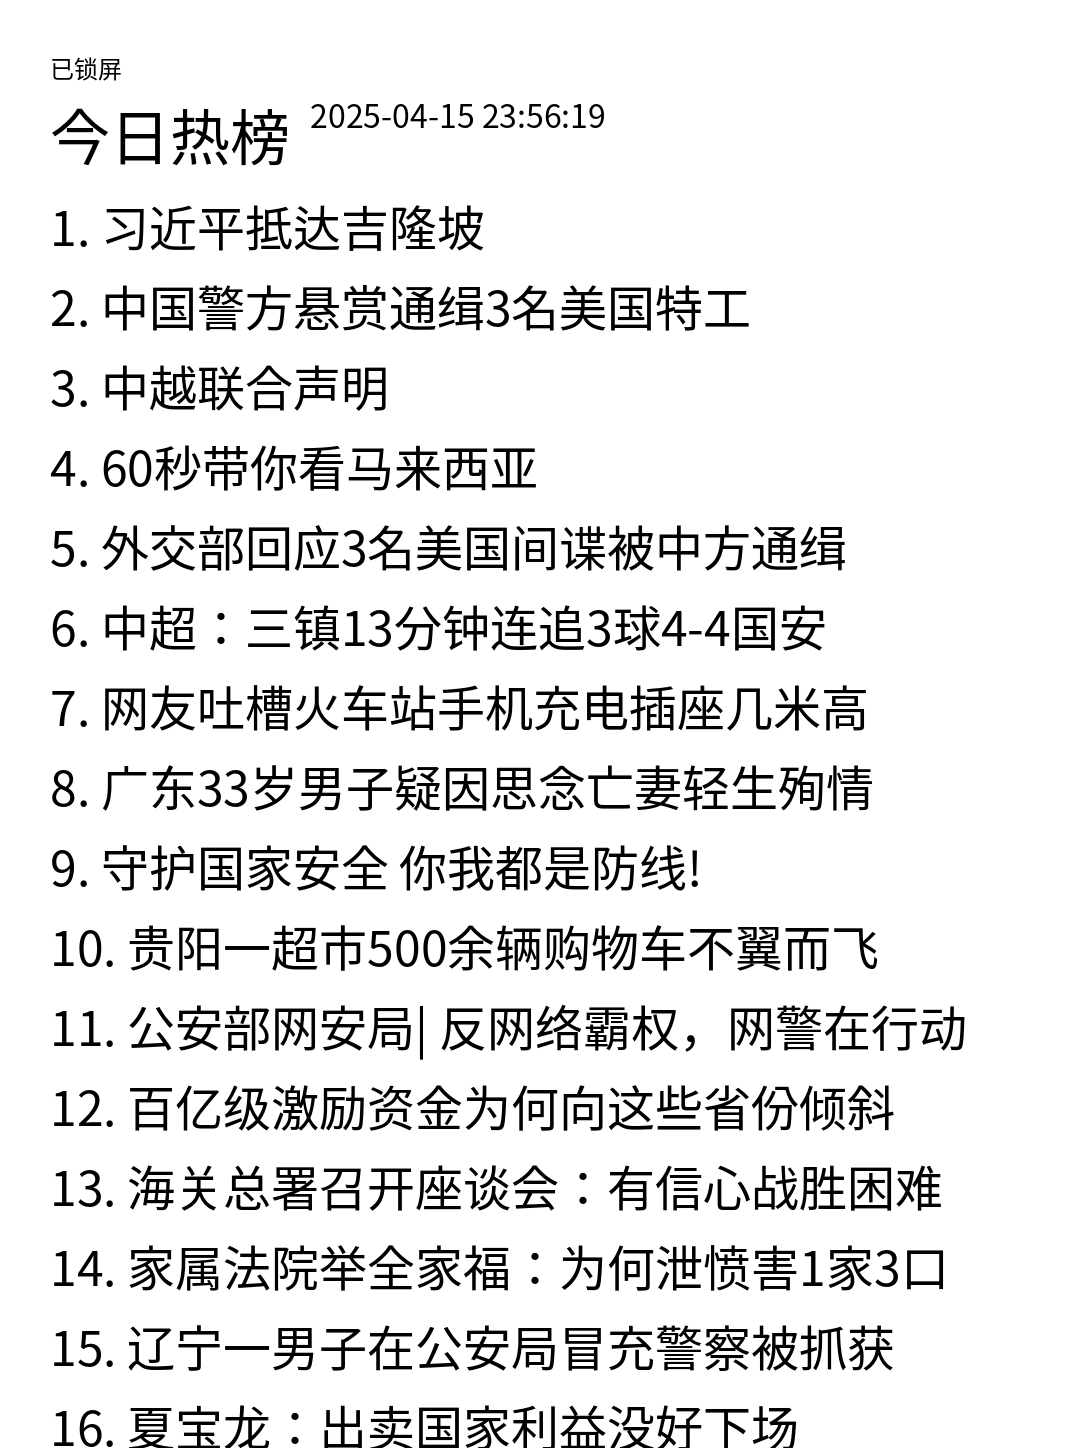 已锁屏
今日热榜 2025-04-15 23:56:19
1. 习近平抵达吉隆坡
2. 中国警方悬赏通缉3名美国特工
3. 中越联合声明
4. 60秒带你看马来西亚
5. 外交部回应3名美国间谍被中方通缉
6. 中超：三镇13分钟连追3球4-4国安
7. 网友吐槽火车站手机充电插座几米高
8. 广东33岁男子疑因思念亡妻轻生殉情
9. 守护国家安全 你我都是防线!
10. 贵阳一超市500余辆购物车不翼而飞
11. 公安部网安局| 反网络霸权，网警在行动
12. 百亿级激励资金为何向这些省份倾斜
13. 海关总署召开座谈会：有信心战胜困难
14. 家属法院举全家福：为何泄愤害1家3口
15. 辽宁一男子在公安局冒充警察被抓获
16. 夏宝龙：出卖国家利益没好下场